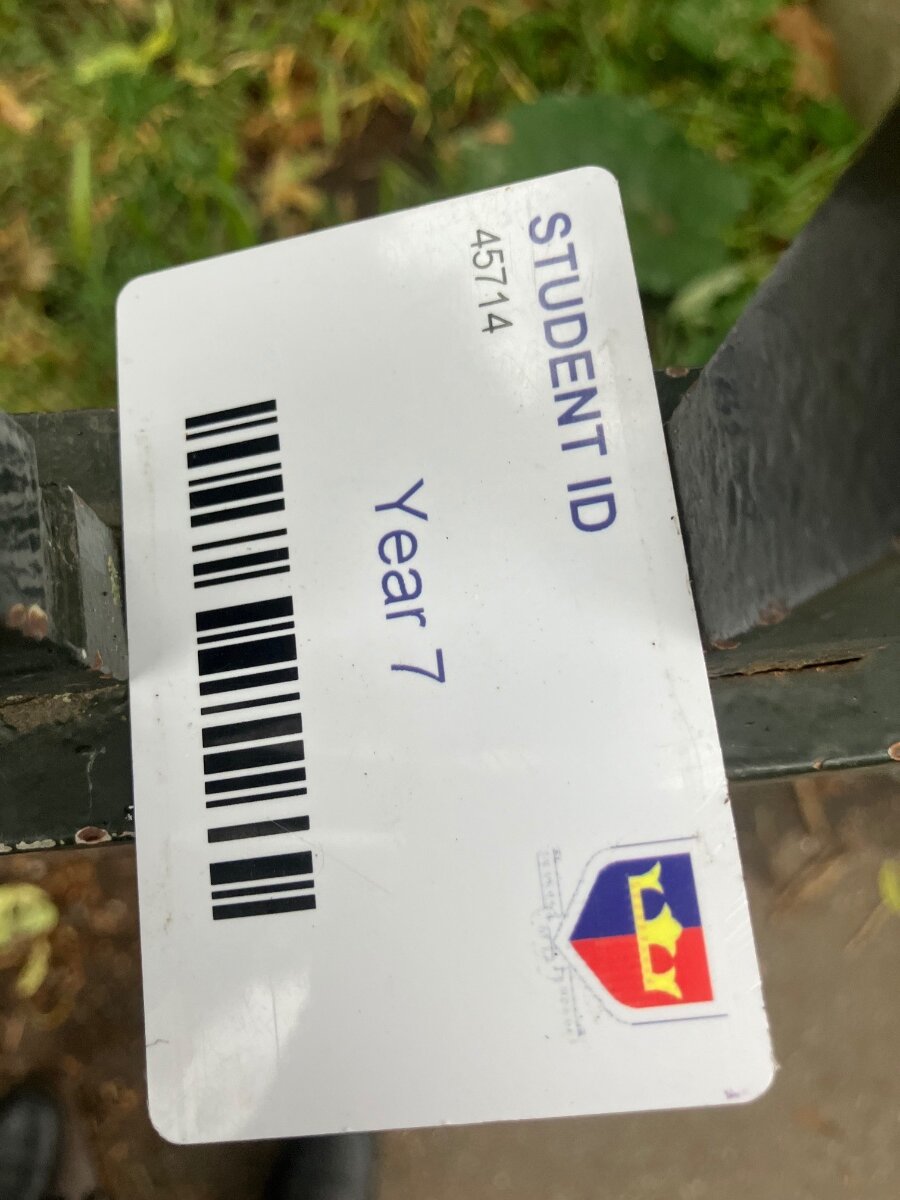 STUDENT ID
45714
Year 7